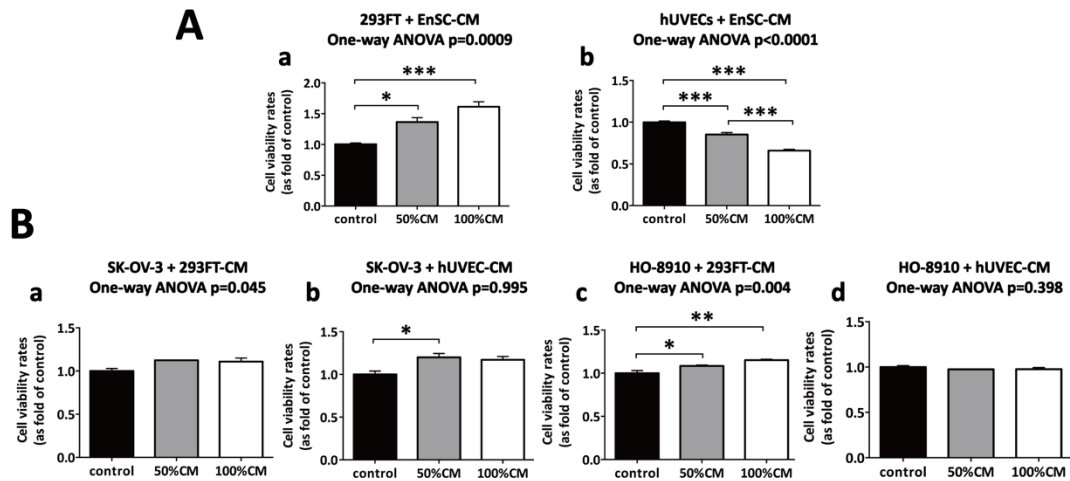 A
293FT + EnSC-CM
One-way ANOVA p=0.0009
a
***
*
2.0
1.5
1.0
0.5
0.0
Cell viability rates
(as fold of control)
control 50%CM 100%CM
hUVECs + EnSC-CM
One-way ANOVA p<0.0001
b
***
***
***
1.5
1.0
0.5
0.0
Cell viability rates
(as fold of control)
control 50%CM 100%CM
B
SK-OV-3 + 293FT-CM
One-way ANOVA p=0.045
a
1.5
1.0
0.5
0.0
Cell viability rates
(as fold of control)
control 50%CM 100%CM
SK-OV-3 + hUVEC-CM
One-way ANOVA p=0.995
b
*
1.5
1.0
0.5
0.0
Cell viability rates
(as fold of control)
control 50%CM 100%CM
HO-8910 + 293FT-CM
One-way ANOVA p=0.004
c
**
*
1.5
1.0
0.5
0.0
Cell viability rates
(as fold of control)
control 50%CM 100%CM
HO-8910 + hUVEC-CM
One-way ANOVA p=0.398
d
1.5
1.0
0.5
0.0
Cell viability rates
(as fold of control)
control 50%CM 100%CM